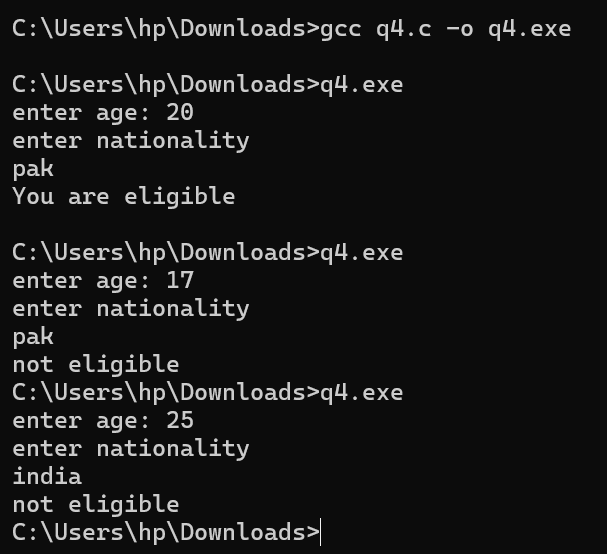 C:\Users\hp\Downloads>gcc q4.c -o q4.exe
C:\Users\hp\Downloads>q4.exe
enter age: 20
enter nationality
pak
You are eligible
C:\Users\hp\Downloads>q4.exe
enter age: 17
enter nationality
pak
not eligible
C:\Users\hp\Downloads>q4.exe
enter age: 25
enter nationality
india
not eligible
C:\Users\hp\Downloads>